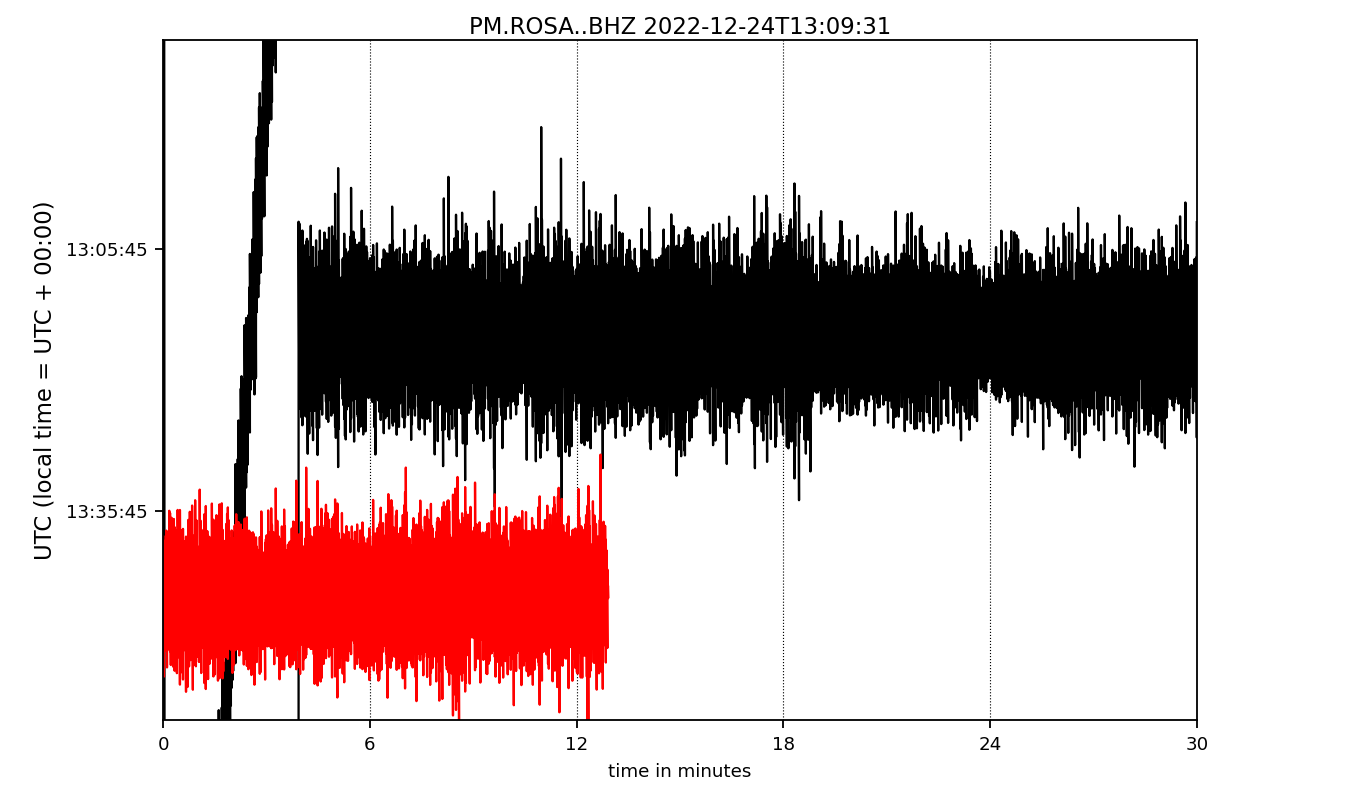 PM.ROSA..BHZ 2022-12-24T13:09:31
UTC (local time = UTC + 00:00)
13:05:45
13:35:45
0 6 12 18 24 30
time in minutes